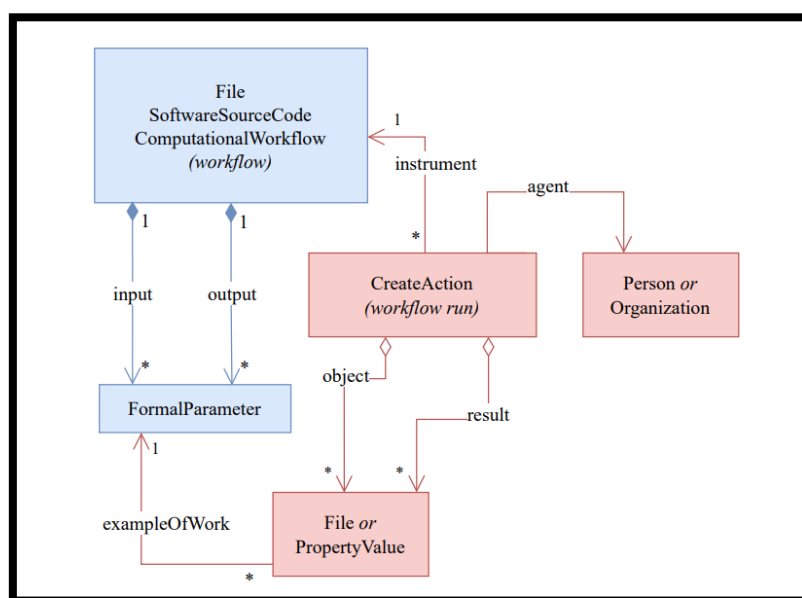 File
SoftwareSourceCode
ComputationalWorkflow
(workflow)
1
instrument
agent
1
1
*
CreateAction
(workflow run)
Person or
Organization
input
output
*
*
object
FormalParameter
result
1
*
*
exampleOfWork
File or
PropertyValue
*